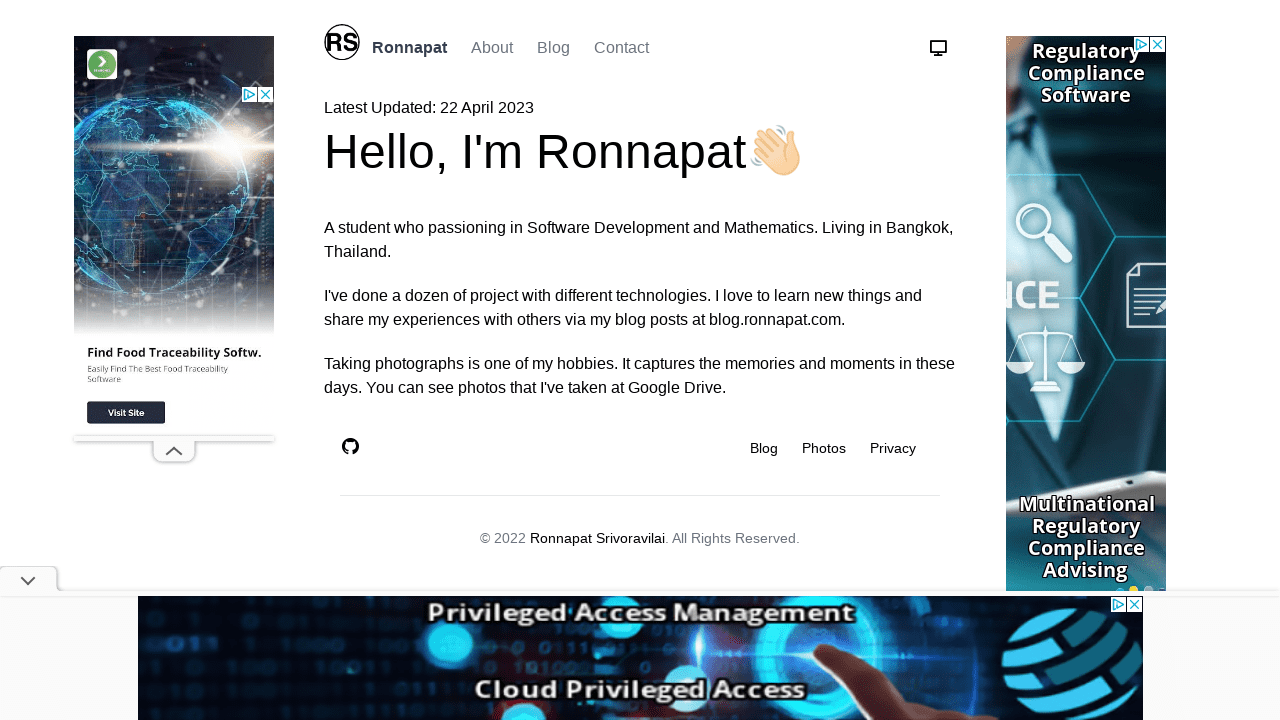 RS
Ronnapat About Blog Contact
Latest Updated: 22 April 2023
Hello, I'm Ronnapat
A student who passioning in Software Development and Mathematics. Living in Bangkok,
Thailand.
I've done a dozen of project with different technologies. I love to learn new things and
share my experiences with others via my blog posts at blog.ronnapat.com.
Taking photographs is one of my hobbies. It captures the memories and moments in these
days. You can see photos that I've taken at Google Drive.
Blog Photos Privacy
© 2022 Ronnapat Srivoravilai. All Rights Reserved.
Find Food Traceability Softw.
Easily Find The Best Food Traceability
Software
Visit Site
Regulatory
Compliance
Software
NCE
Multinational
Regulatory
Compliance
Advising
Privileged Access Management
Cloud Privileged Access